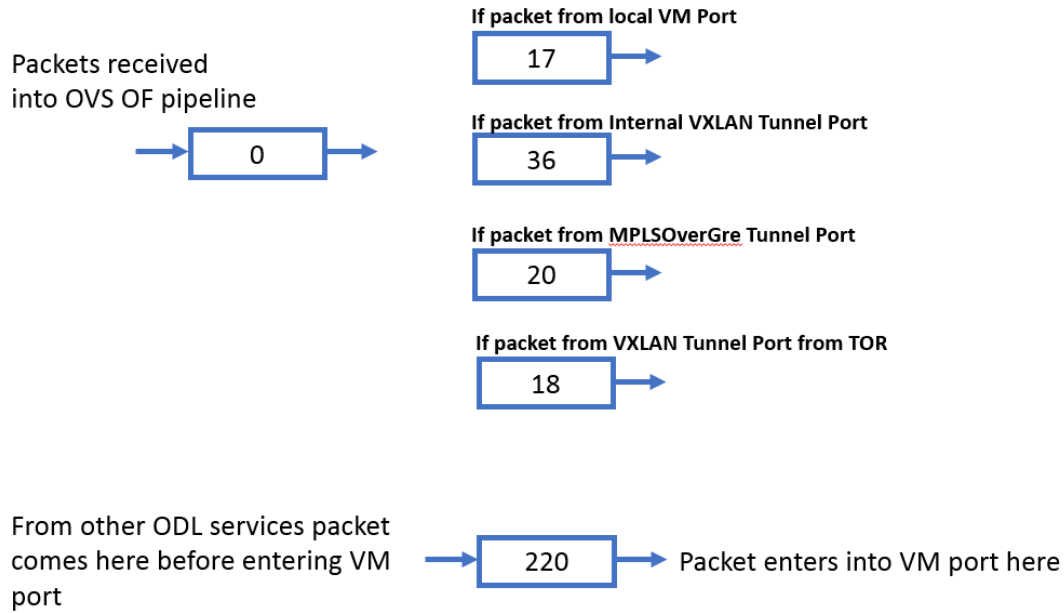 If packet from local VM Port
17
Packets received
into OVS OF pipeline
0
If packet from Internal VXLAN Tunnel Port
36
If packet from MPLSOverGre Tunnel Port
20
If packet from VXLAN Tunnel Port from TOR
18
From other ODL services packet
comes here before entering VM
port
220
Packet enters into VM port here